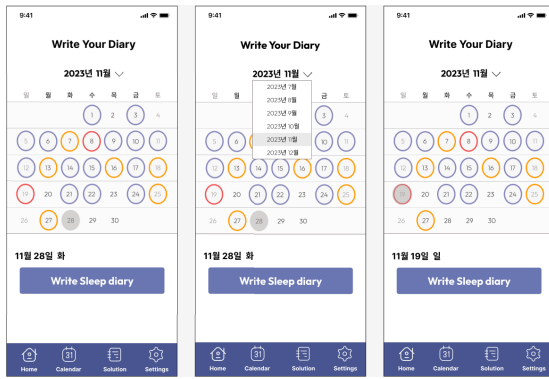 9:41
Write Your Diary
2023년 11월
일 월 화 수 목 금 토
1 2 3 4
5 6 7 8 9 10 11
12 13 14 15 16 17 18
19 20 21 22 23 24 25
26 27 28 29 30
11월 28일 화
Write Sleep diary
31
Home Calendar Solution Settings
9:41
Write Your Diary
2023년 11월
2023년 7월
2023년 8월
2023년 9월
2023년 10월
2023년 11월
2023년 12월
일 월 금 토
3 4
5 6 10 11
12 13 14 15 16 17 18
19 20 21 22 23 24 25
26 27 28 29 30
11월 28일 화
Write Sleep diary
31
Home Calendar Solution Settings
9:41
Write Your Diary
2023년 11월
일 월 화 수 목 금 토
1 2 3 4
5 6 7 8 9 10 11
12 13 14 15 16 17 18
19 20 21 22 23 24 25
26 27 28 29 30
11월 19일 일
Write Sleep diary
31
Home Calendar Solution Settings